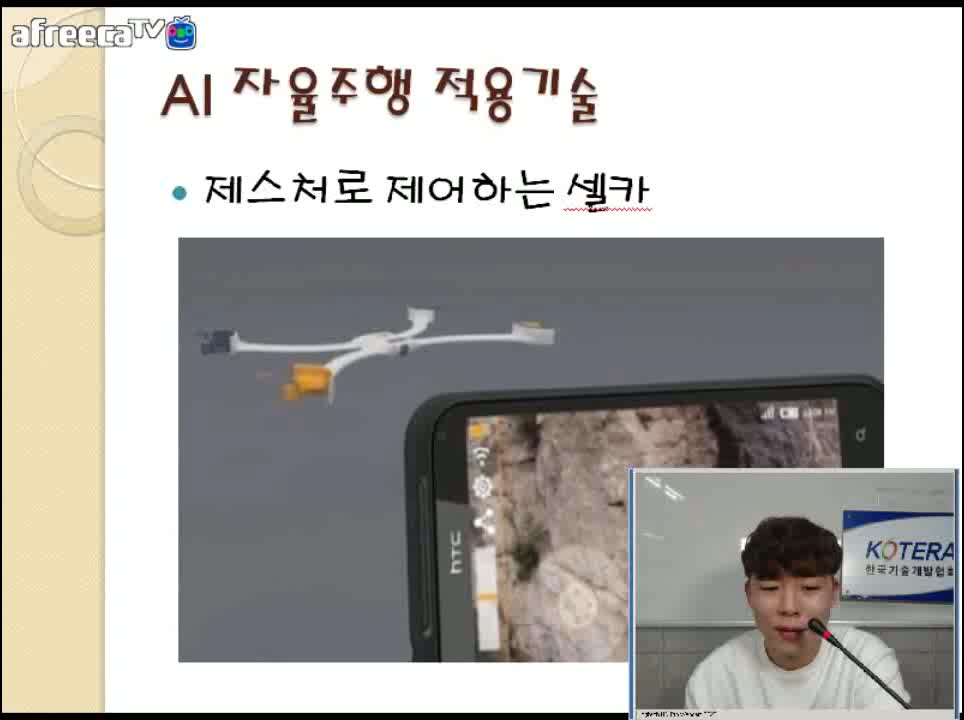 afreecaTV
AI 자율주행 적용기술
제스처로 제어하는 셀카
hTC
KOTERA
한국기술개발협회